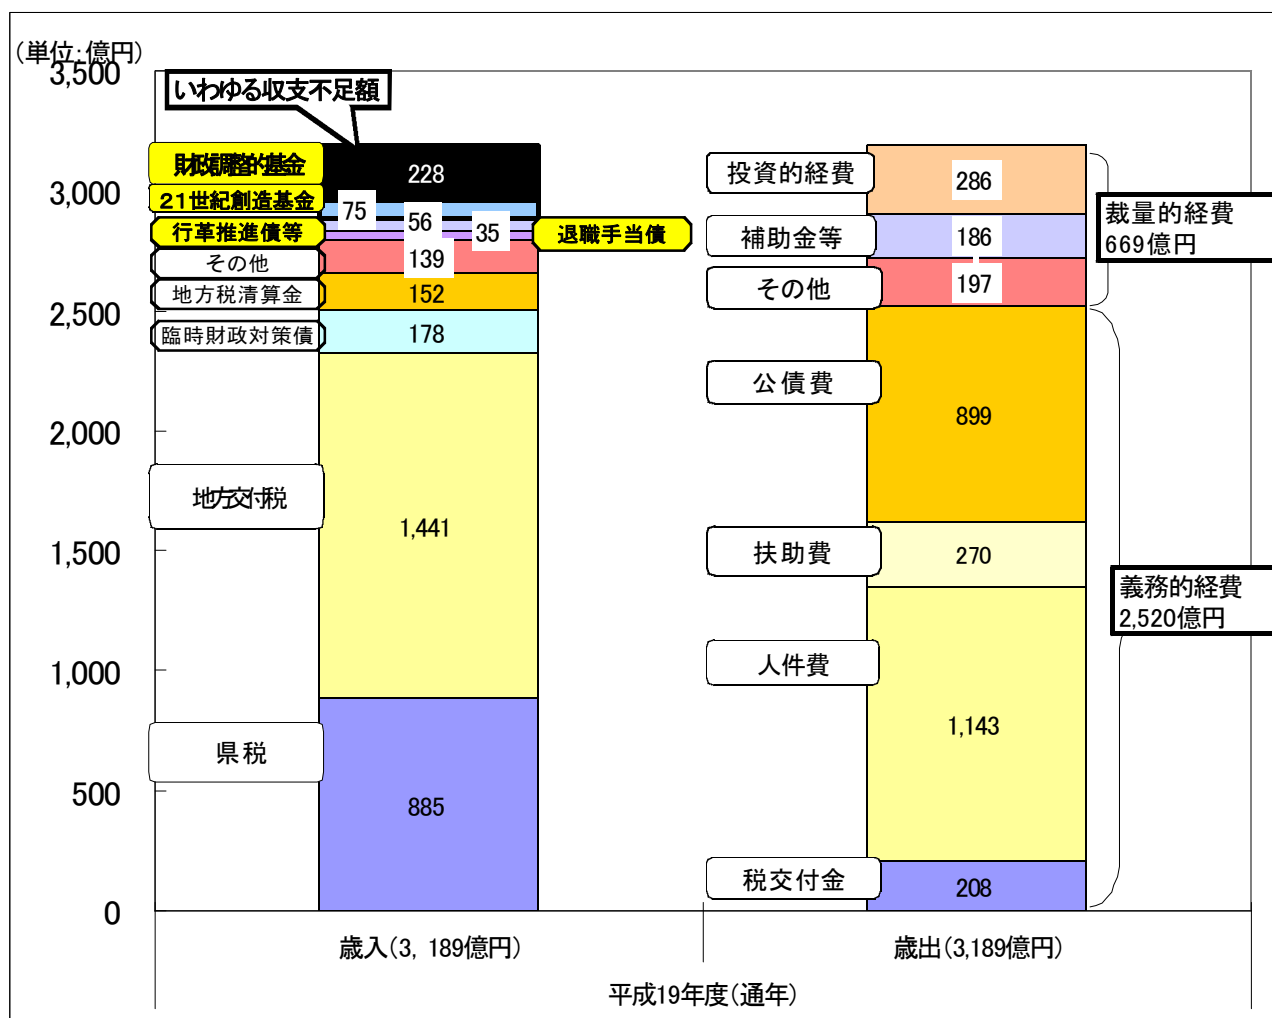 (単位:億円)
3,500
3,000
2,500
2,000
1,500
1,000
500
0
いわゆる収支不足額
財政調整的基金
21世紀創造基金
行革推進債等
その他
地方税清算金
臨時財政対策債
地方交付税
県税
退職手当債
228
75
56
35
139
152
178
1,441
885
投資的経費
補助金等
その他
公債費
扶助費
人件費
税交付金
286
186
197
899
270
1,143
208
裁量的経費
669億円
義務的経費
2,520億円
歳入(3, 189億円)
歳出(3,189億円)
平成19年度(通年)